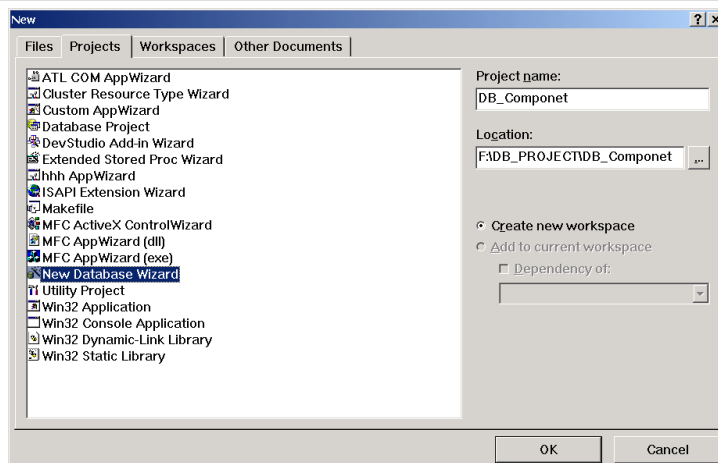 New
Files Projects Workspaces Other Documents
ATL COM AppWizard
Cluster Resource Type Wizard
Custom AppWizard
Database Project
DevStudio Add-in Wizard
Extended Stored Proc Wizard
hhh AppWizard
ISAPI Extension Wizard
Makefile
MFC ActiveX ControlWizard
MFC AppWizard (dll)
MFC AppWizard (exe)
New Database Wizard
Utility Project
Win32 Application
Win32 Console Application
Win32 Dynamic-Link Library
Win32 Static Library
Project name:
DB_Componet
Location:
F:\DB_PROJECT\DB_Componet
...
Create new workspace
Add to current workspace
Dependency of:
OK Cancel